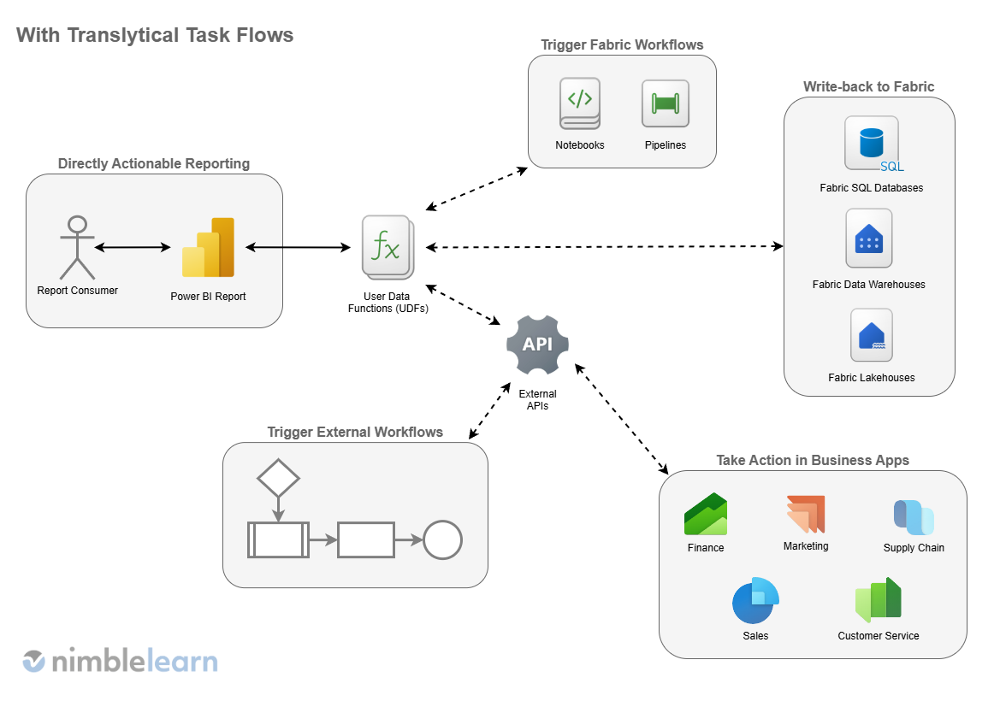 With Translytical Task Flows
Trigger Fabric Workflows
Notebooks
Pipelines
Write-back to Fabric
SQL
Fabric SQL Databases
Fabric Data Warehouses
Fabric Lakehouses
Directly Actionable Reporting
Report Consumer
Power BI Report
fx
User Data
Functions (UDFs)
API
External
APIs
Trigger External Workflows
Take Action in Business Apps
Finance
Marketing
Supply Chain
Sales
Customer Service
nimblelearn